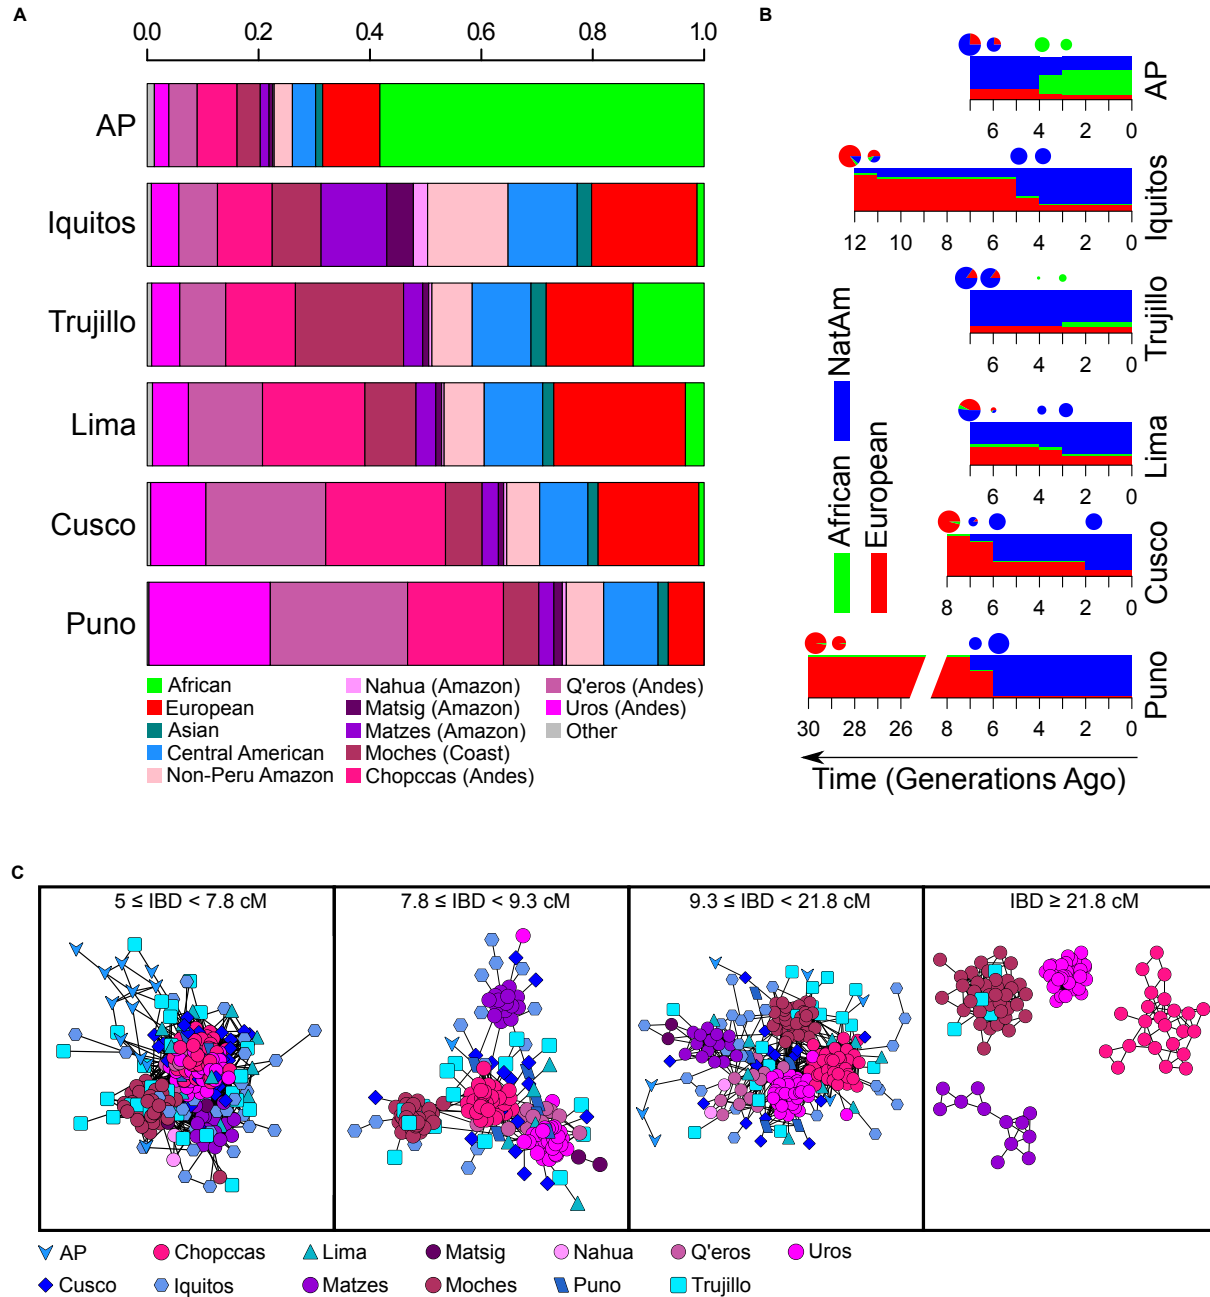 A
0.0 0.2 0.4 0.6 0.8 1.0
AP
Iquitos
Trujillo
Lima
Cusco
Puno
African
European
Asian
Central American
Non-Peru Amazon
Nahua (Amazon)
Matsig (Amazon)
Matzes (Amazon)
Moches (Coast)
Chopccas (Andes)
Q'eros (Andes)
Uros (Andes)
Other
B
AP
6 4 2 0
Iquitos
12 10 8 6 4 2 0
Trujillo
6 4 2 0
Lima
6 4 2 0
Cusco
8 6 4 2 0
Puno
30 28 26 8 6 4 2 0
NatAm
African
European
Time (Generations Ago)
C
5 ≤ IBD < 7.8 cM
7.8 ≤ IBD < 9.3 cM
9.3 ≤ IBD < 21.8 cM
IBD ≥ 21.8 cM
AP Chopccas Lima Matsig Nahua Q'eros Uros
Cusco Iquitos Matzes Moches Puno Trujillo